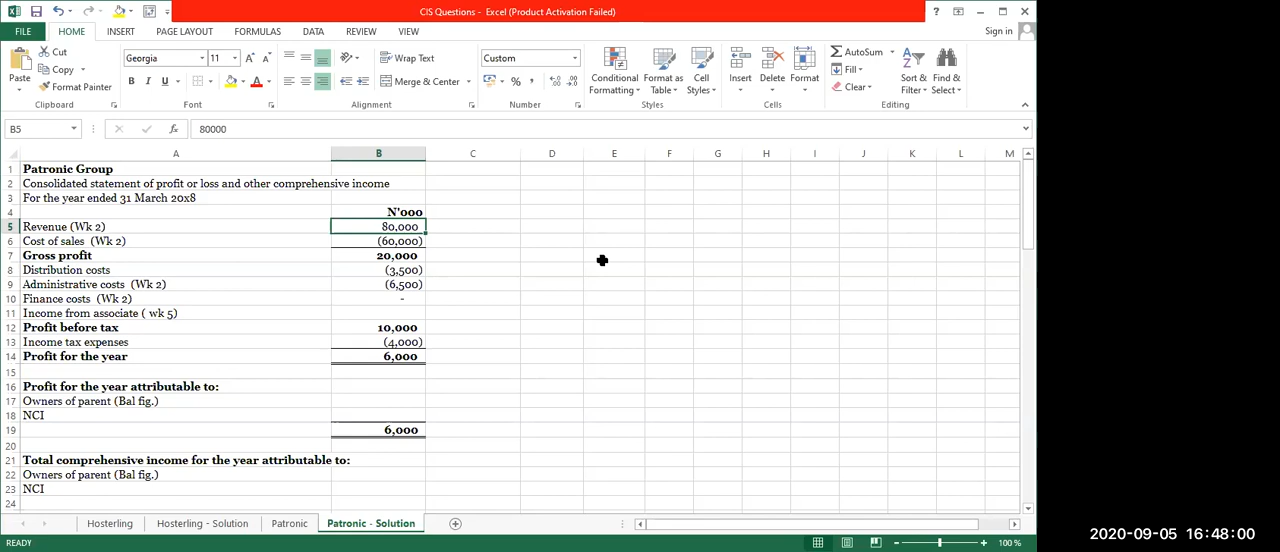 CIS Questions - Excel (Product Activation Failed)
?
FILE HOME INSERT PAGE LAYOUT FORMULAS DATA REVIEW VIEW Sign in
Paste Cut Copy Format Painter Clipboard
Georgia 11 B I U A A A Font
Wrap Text Merge & Center Alignment
Custom % , Number
Conditional Formatting Format as Table Cell Styles Styles
Insert Delete Format Cells
AutoSum Fill Clear Sort & Filter Find & Select Editing
B5 fx 80000
A B C D E F G H I J K L M
1 Patronic Group
2 Consolidated statement of profit or loss and other comprehensive income
3 For the year ended 31 March 20x8
4 N'000
5 Revenue (Wk 2) 80,000
6 Cost of sales (Wk 2) (60,000)
7 Gross profit 20,000
8 Distribution costs (3,500)
9 Administrative costs (Wk 2) (6,500)
10 Finance costs (Wk 2) -
11 Income from associate ( wk 5)
12 Profit before tax 10,000
13 Income tax expenses (4,000)
14 Profit for the year 6,000
15
16 Profit for the year attributable to:
17 Owners of parent (Bal fig.)
18 NCI
19 6,000
20
21 Total comprehensive income for the year attributable to:
22 Owners of parent (Bal fig.)
23 NCI
24
Hosterling Hosterling - Solution Patronic Patronic - Solution
READY 100 %
2020-09-05 16:48:00